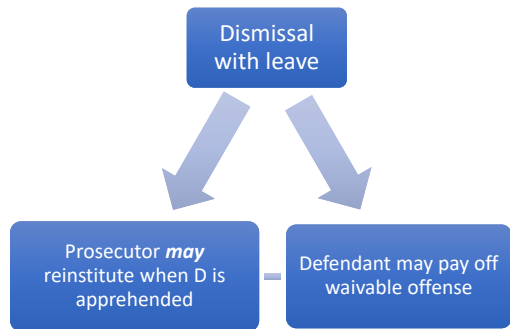 Dismissal
with leave
Prosecutor may
reinstitute when D is
apprehended
Defendant may pay off
waivable offense